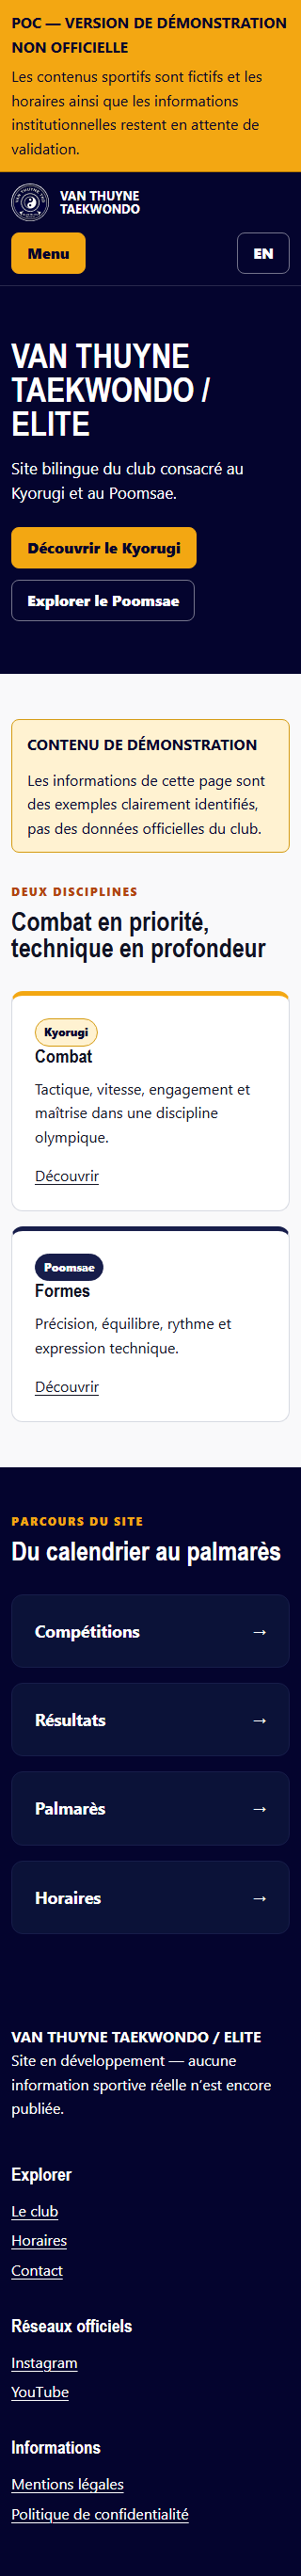 POC — VERSION DE DÉMONSTRATION
NON OFFICIELLE
Les contenus sportifs sont fictifs et les
horaires ainsi que les informations
institutionnelles restent en attente de
validation.
VAN THUYNE
TAEKWONDO
Menu
EN
VAN THUYNE
TAEKWONDO /
ELITE
Site bilingue du club consacré au
Kyorugi et au Poomsae.
Découvrir le Kyorugi
Explorer le Poomsae
CONTENU DE DÉMONSTRATION
Les informations de cette page sont
des exemples clairement identifiés,
pas des données officielles du club.
DEUX DISCIPLINES
Combat en priorité,
technique en profondeur
Kyorugi
Combat
Tactique, vitesse, engagement et
maîtrise dans une discipline
olympique.
Découvrir
Poomsae
Formes
Précision, équilibre, rythme et
expression technique.
Découvrir
PARCOURS DU SITE
Du calendrier au palmarès
Compétitions →
Résultats →
Palmarès →
Horaires →
VAN THUYNE TAEKWONDO / ELITE
Site en développement — aucune
information sportive réelle n’est encore
publiée.
Explorer
Le club
Horaires
Contact
Réseaux officiels
Instagram
YouTube
Informations
Mentions légales
Politique de confidentialité